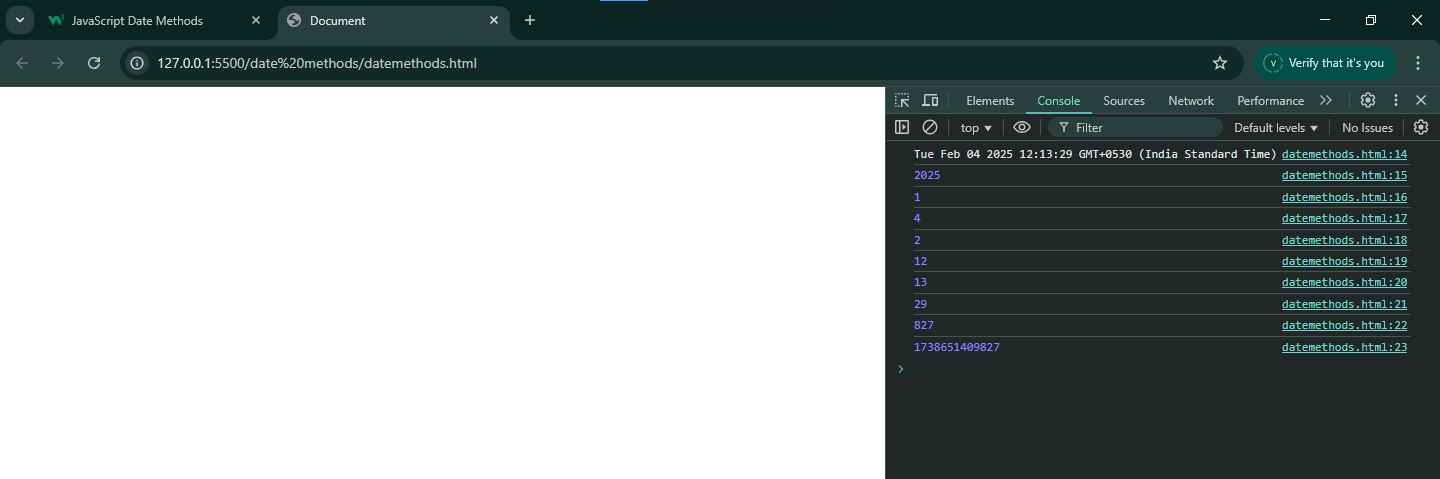 JavaScript Date Methods
Document
127.0.0.1:5500/date%20methods/datemethods.html
V Verify that it's you
Elements Console Sources Network Performance
top Filter Default levels No Issues
Tue Feb 04 2025 12:13:29 GMT+0530 (India Standard Time) datemethods.html:14
2025 datemethods.html:15
1 datemethods.html:16
4 datemethods.html:17
2 datemethods.html:18
12 datemethods.html:19
13 datemethods.html:20
29 datemethods.html:21
827 datemethods.html:22
1738651409827 datemethods.html:23